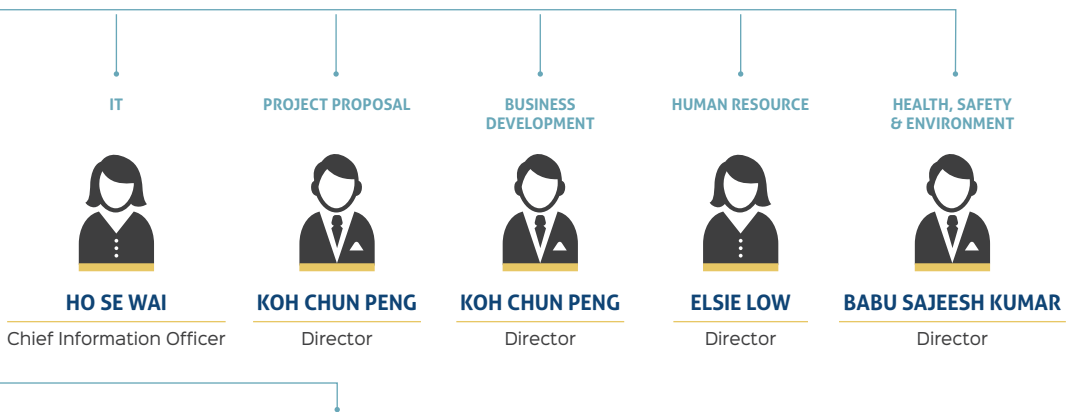 IT
PROJECT PROPOSAL
BUSINESS
DEVELOPMENT
HUMAN RESOURCE
HEALTH, SAFETY
& ENVIRONMENT
HO SE WAI
Chief Information Officer
KOH CHUN PENG
Director
KOH CHUN PENG
Director
ELSIE LOW
Director
BABU SAJEESH KUMAR
Director